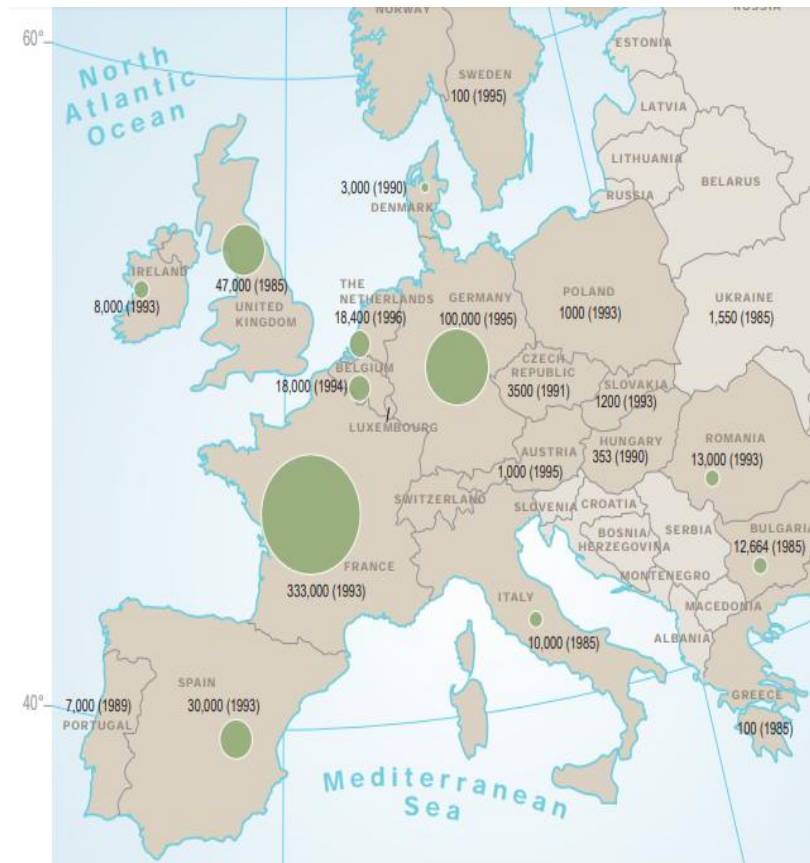 NORWAY
RUSSIA
60°
North
Atlantic
Ocean
SWEDEN
100 (1995)
ESTONIA
LATVIA
LITHUANIA
RUSSIA
BELARUS
3,000 (1990)
DENMARK
IRELAND
8,000 (1993)
47,000 (1985)
UNITED
KINGDOM
THE
NETHERLANDS
18,400 (1996)
GERMANY
100,000 (1995)
POLAND
1000 (1993)
UKRAINE
1,550 (1985)
BELGIUM
18,000 (1994)
LUXEMBOURG
CZECH
REPUBLIC
3500 (1991)
SLOVAKIA
1200 (1993)
AUSTRIA
1,000 (1995)
HUNGARY
353 (1990)
ROMANIA
13,000 (1993)
SWITZERLAND
SLOVENIA
CROATIA
BOSNIA
HERZEGOVINA
SERBIA
BULGARIA
12,664 (1985)
FRANCE
333,000 (1993)
MONTENEGRO
ITALY
10,000 (1985)
MACEDONIA
ALBANIA
40°
7,000 (1989)
PORTUGAL
SPAIN
30,000 (1993)
GREECE
100 (1985)
Mediterranean
Sea